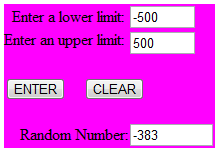 Enter a lower limit: -500
Enter an upper limit: 500
ENTER CLEAR
Random Number: -383